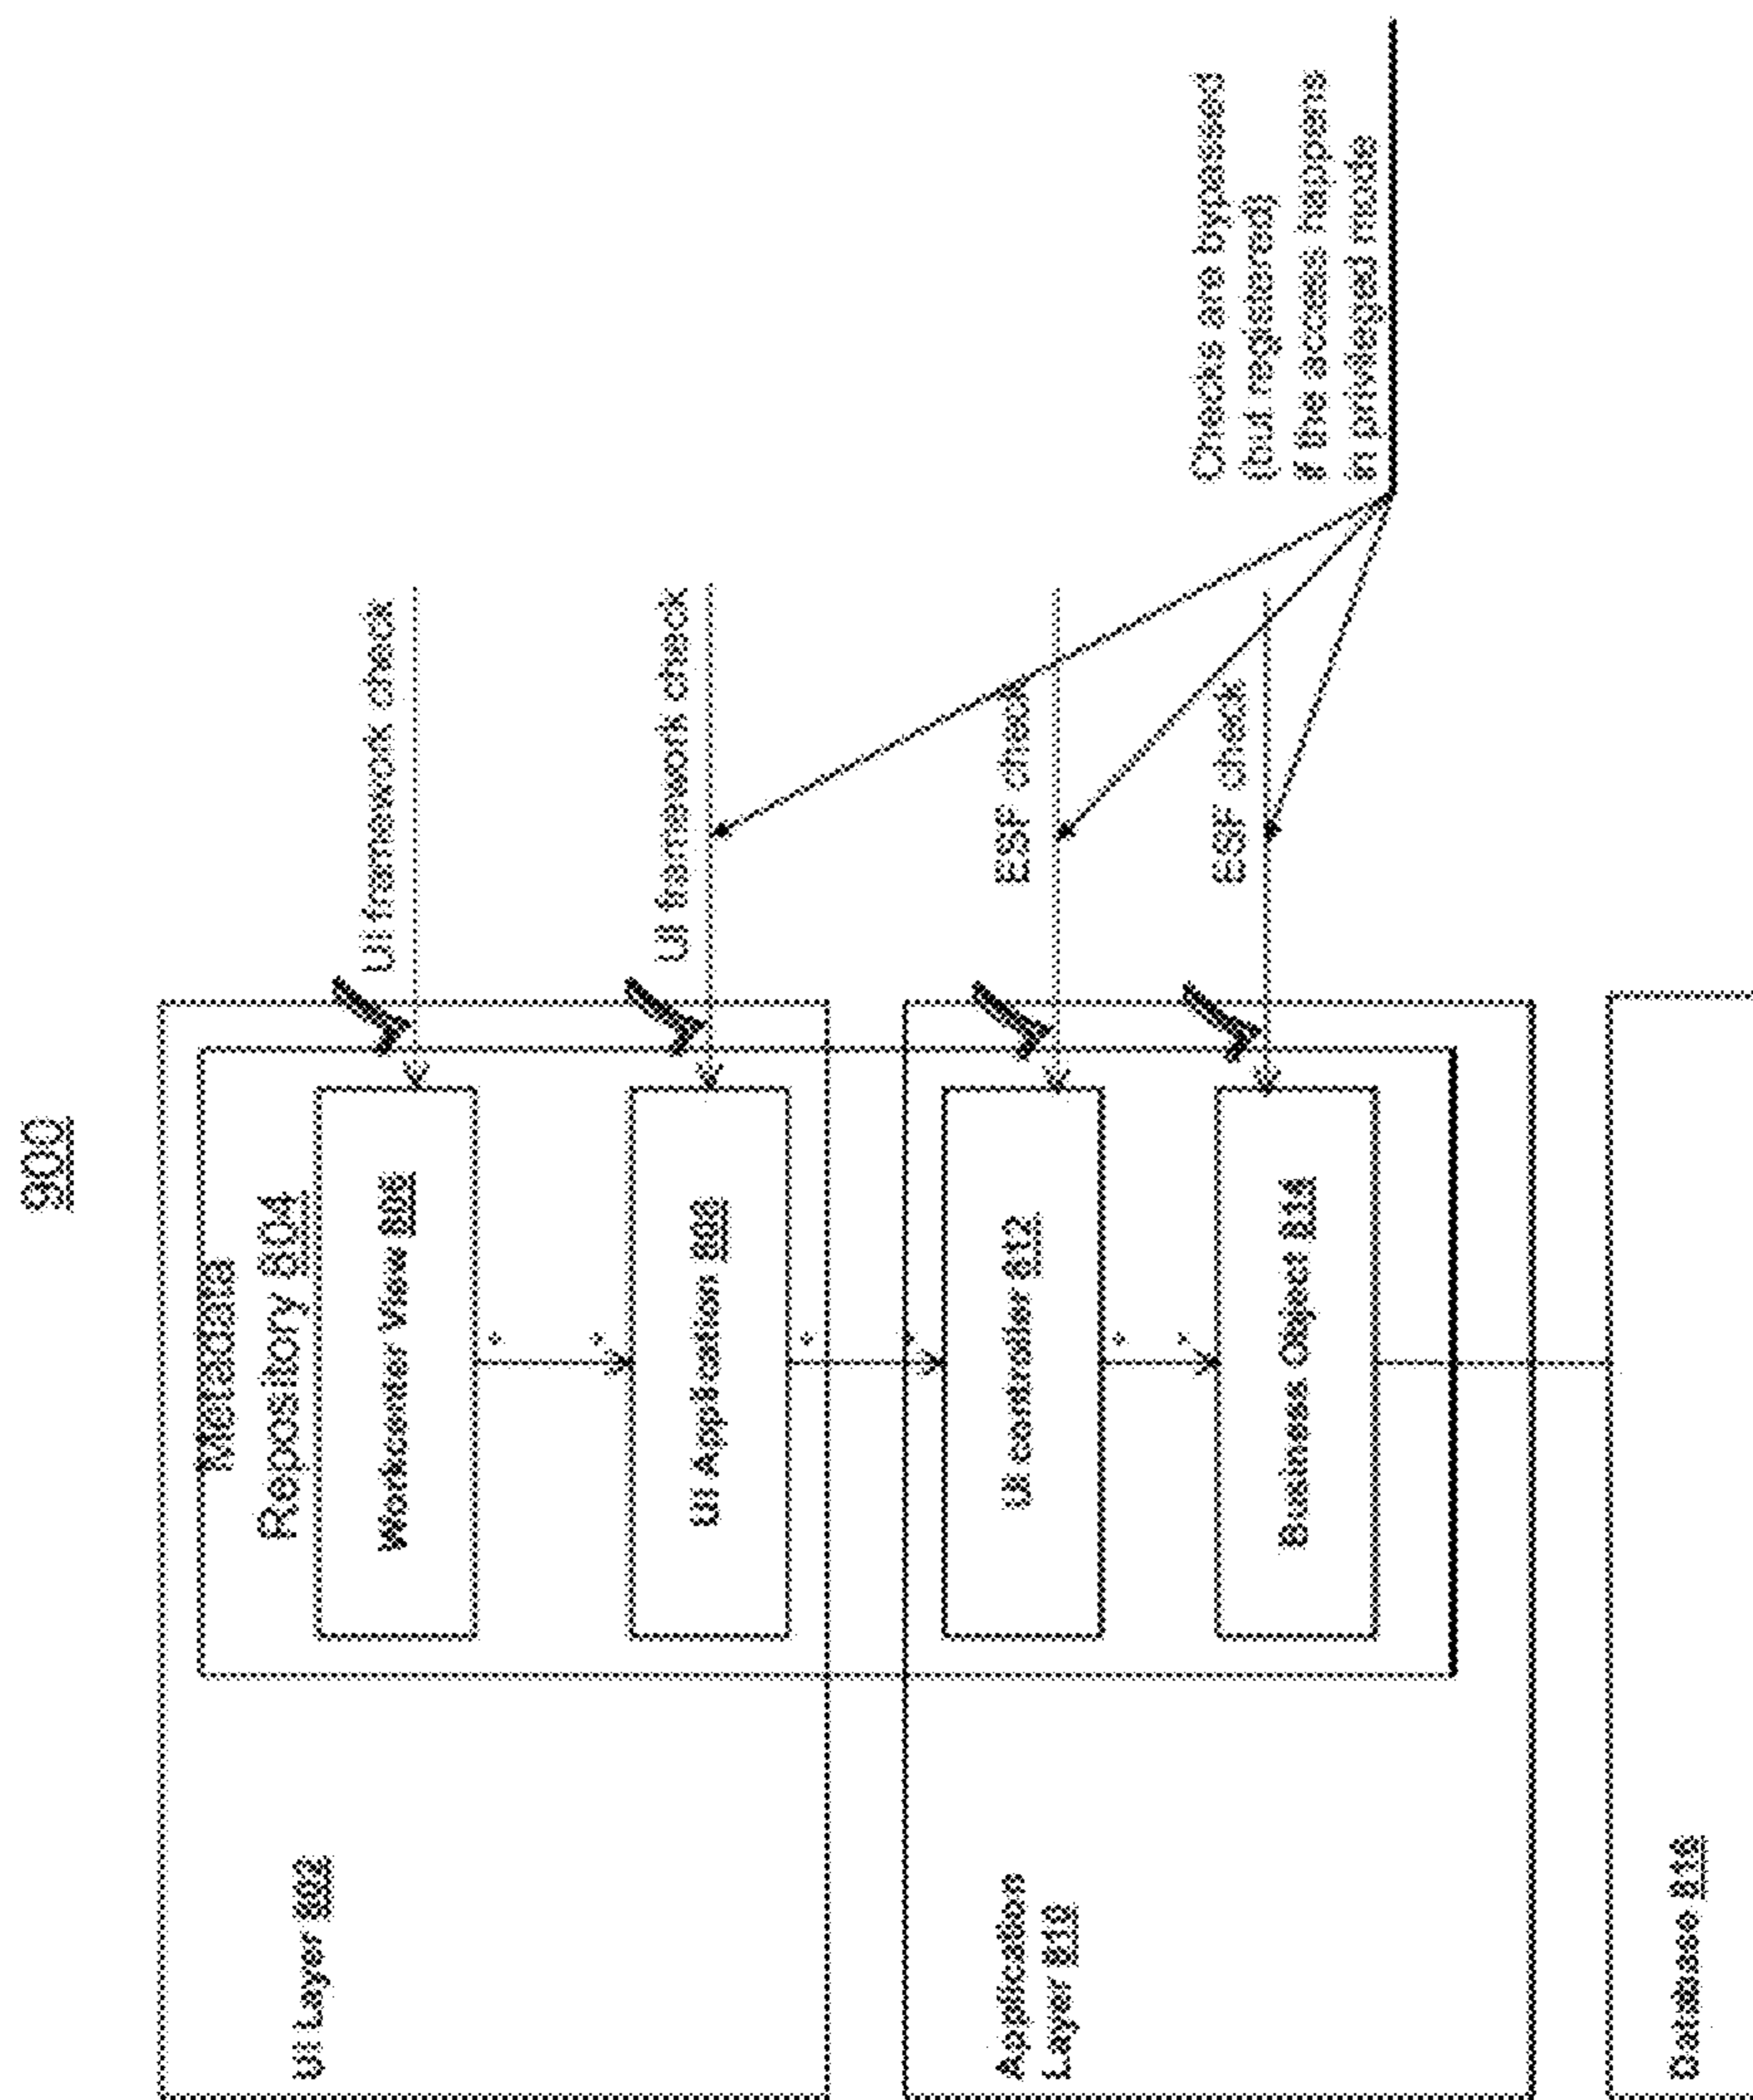 900
Metadata
Repository 804
Workcenter View 806
UI framework check
UI Application 808
UI framework check
UI Layer 802
UI controller 812
ESF check
Business Object 814
ESF check
Application
Layer 810
Checks are bypassed
(but registered)
if the access happens
in privileged mode
Database 816